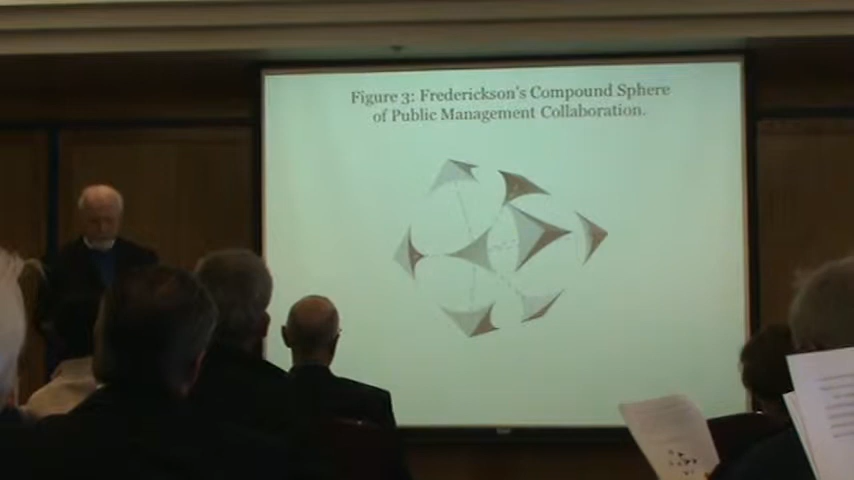 Figure 3: Frederickson's Compound Sphere
of Public Management Collaboration.